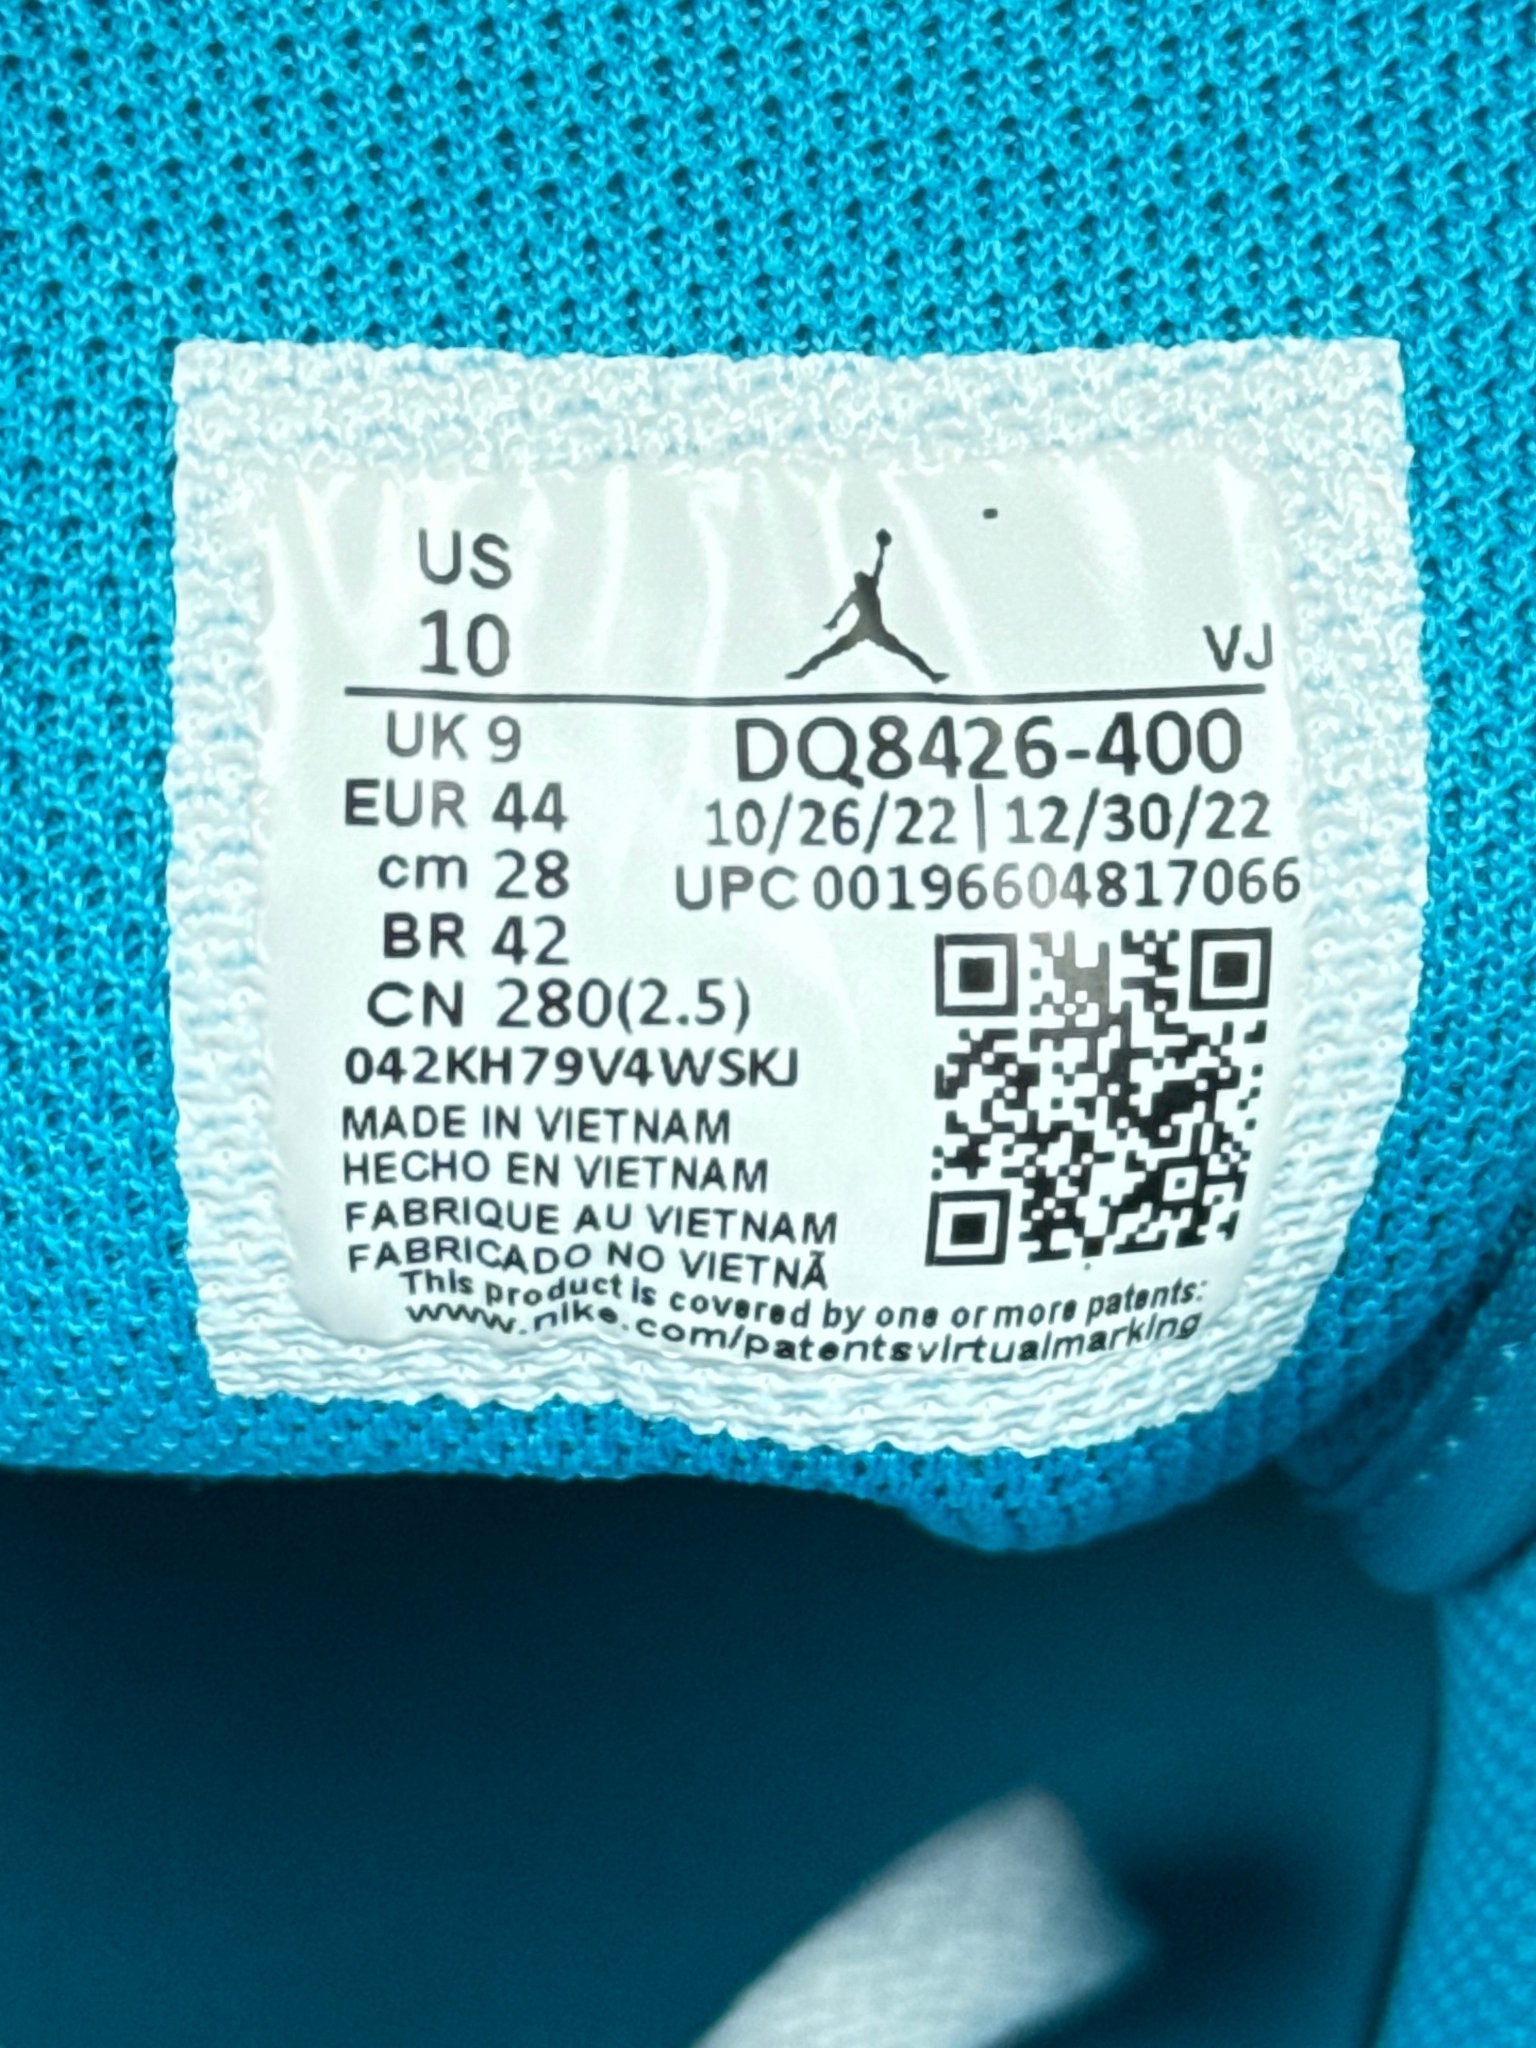 US
10
VJ
UK 9
DQ8426-400
EUR 44
10/26/22 | 12/30/22
cm 28
UPC 00196604817066
BR 42
CN 280(2.5)
042KH79V4WSKJ
MADE IN VIETNAM
HECHO EN VIETNAM
FABRIQUE AU VIETNAM
FABRICADO NO VIETNÃ
This product is covered by one or more patents:
www.nike.com/patentsvirtualmarking